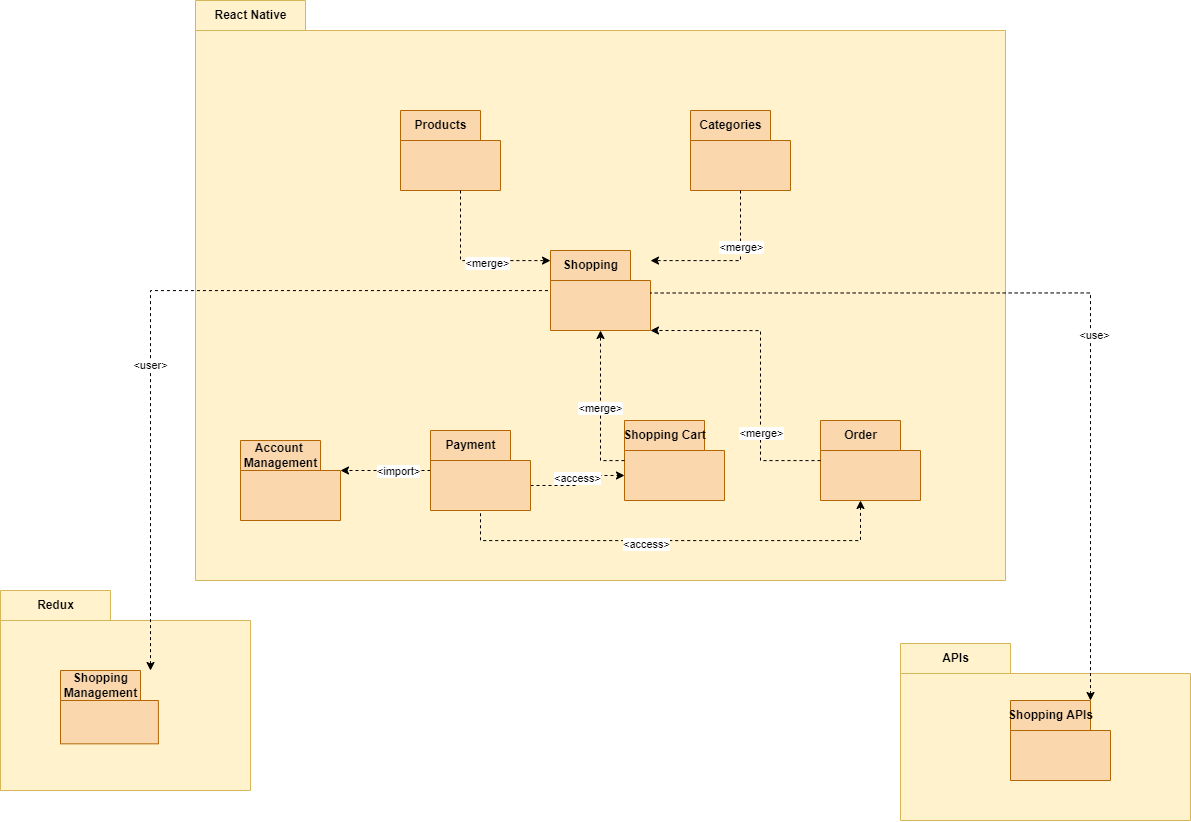 React Native
Products
Categories
<merge>
<merge>
Shopping
<user>
<use>
<merge>
<merge>
Account
Management
Payment
Shopping Cart
Order
<import>
<access>
<access>
Redux
Shopping
Management
APIs
Shopping APIs